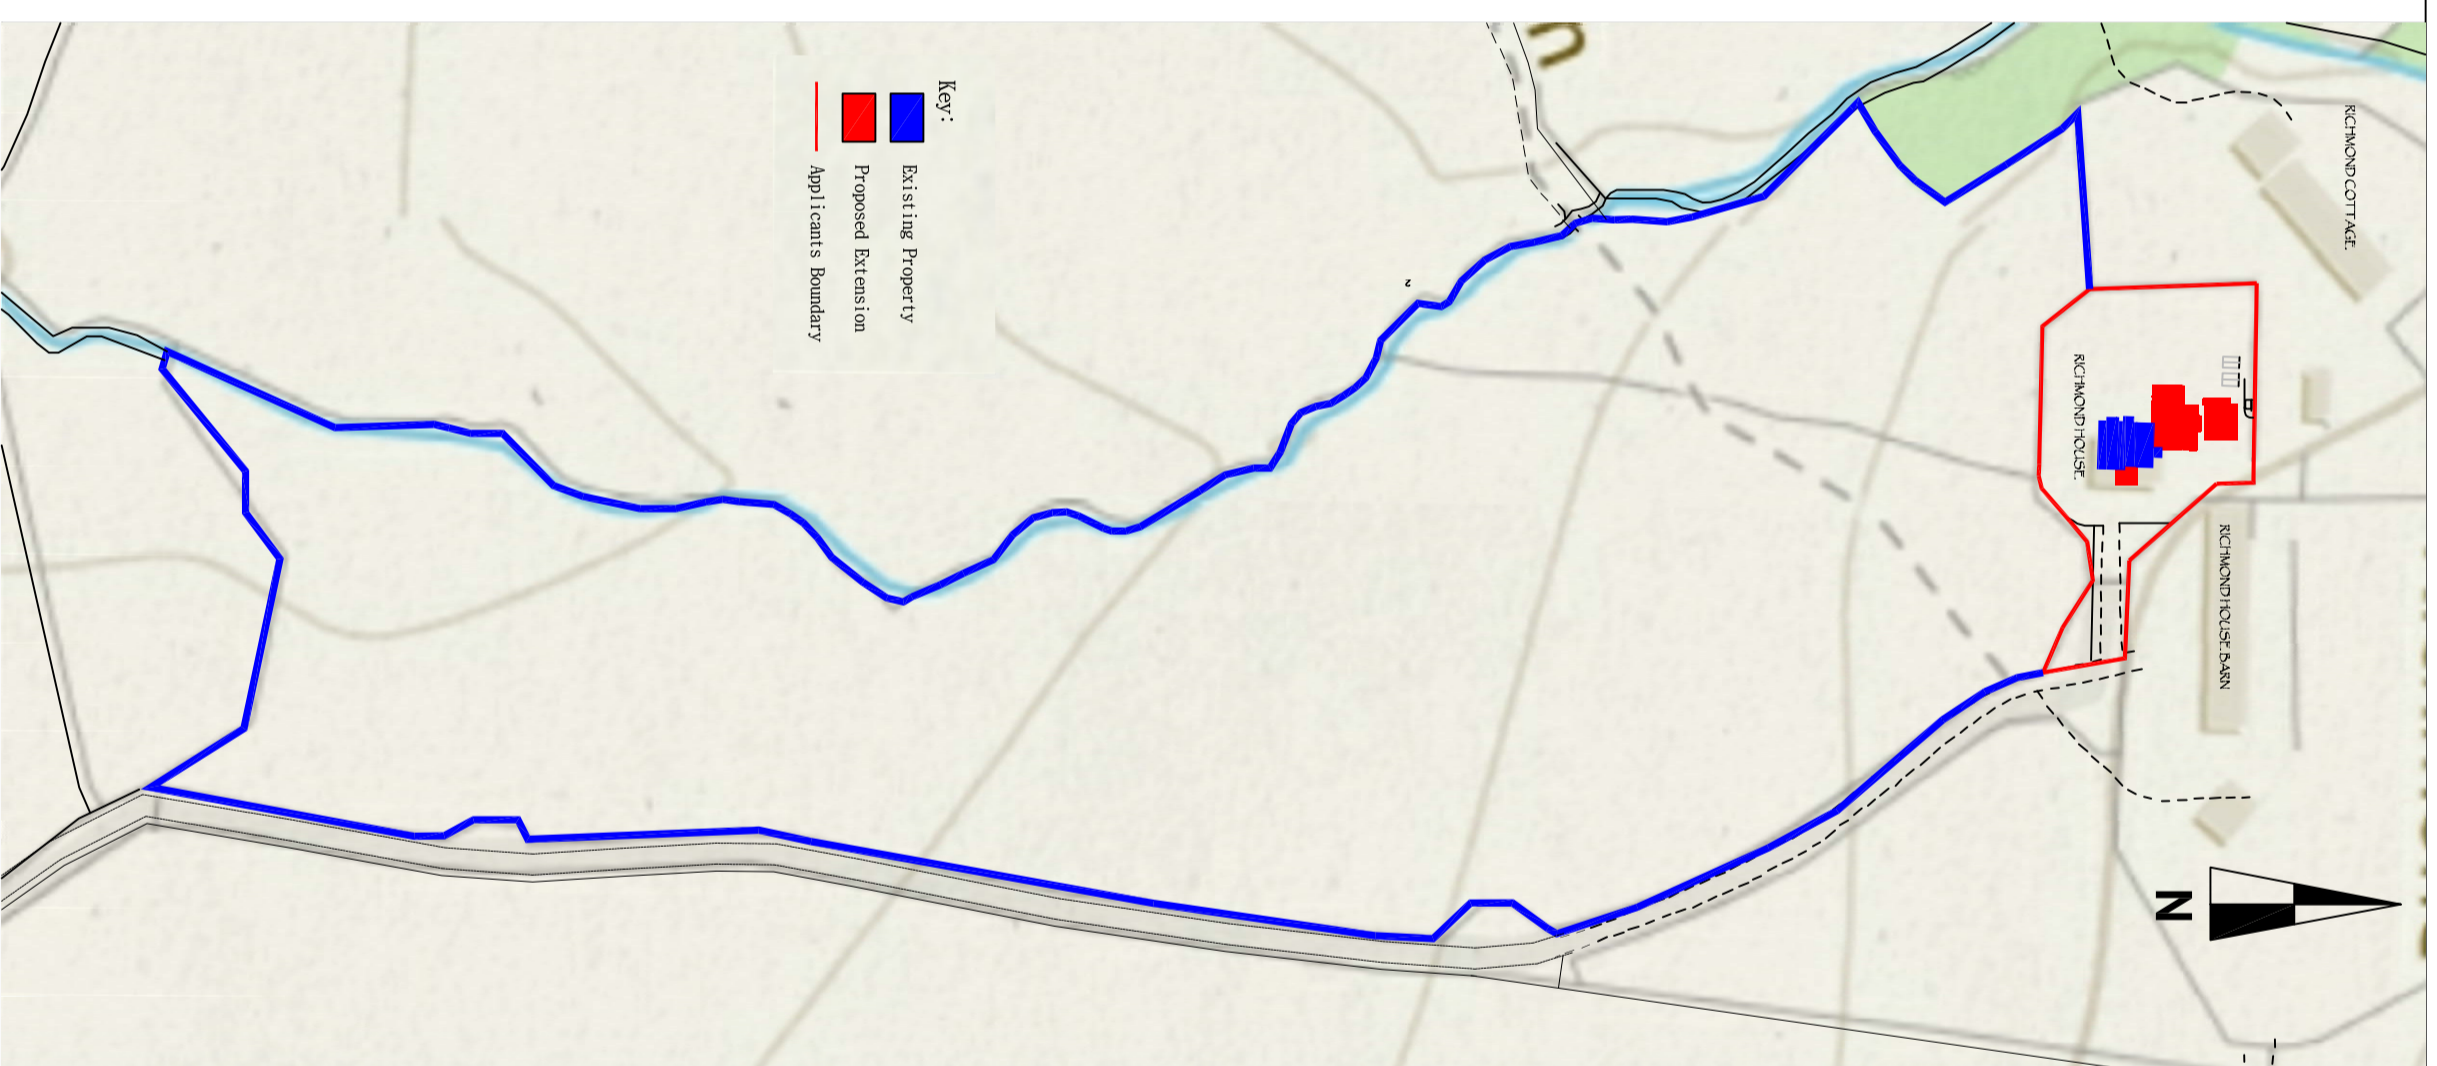 Key:
Existing Property
Proposed Extension
Applicants Boundary
RICHMOND COTTAGE.
RICHMOND HOUSE.
RICHMOND HOUSE BARN
N